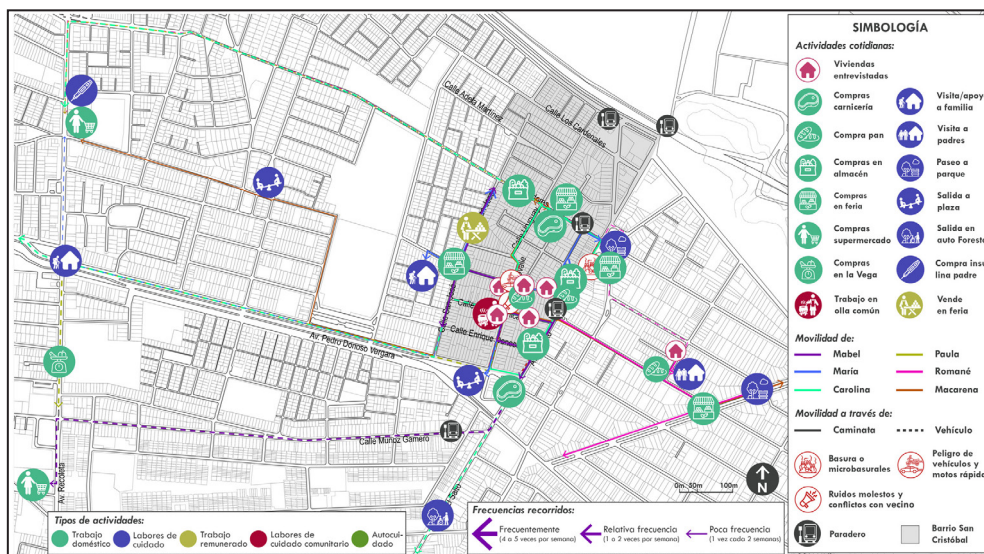 Calle Adela Martínez
Calle Los Cardenales
Av. Pedro Donoso Vergara
Calle Enrique
Calle Muñoz Gamero
Av. Recoleta
Salto
0m 50m 100m
N
Tipos de actividades:
Trabajo
doméstico
Labores de
cuidado
Trabajo
remunerado
Labores de
cuidado comunitario
Autocui-
dado
Frecuencias recorridos:
Frecuentemente
(4 a 5 veces por semana)
Relativa frecuencia
(1 a 2 veces por semana)
Poca frecuencia
(1 vez cada 2 semanas)
SIMBOLOGÍA
Actividades cotidianas:
Viviendas
entrevistadas
Compras
carnicería
Visita/apoy
a familia
Compra pan
Visita a
padres
Compras en
almacén
Paseo a
parque
Compras
en feria
Salida a
plaza
Compras
supermercado
Salida en
auto Foresta
Compras
en la Vega
Compra insu
lina padre
Trabajo en
olla común
Vende
en feria
Movilidad de:
Mabel
Paula
María
Romané
Carolina
Macarena
Movilidad a través de:
Caminata
Vehículo
Basura o
microbasurales
Peligro de
vehículos y
motos rápida
Ruidos molestos y
conflictos con vecino
Paradero
Barrio San
Cristóbal